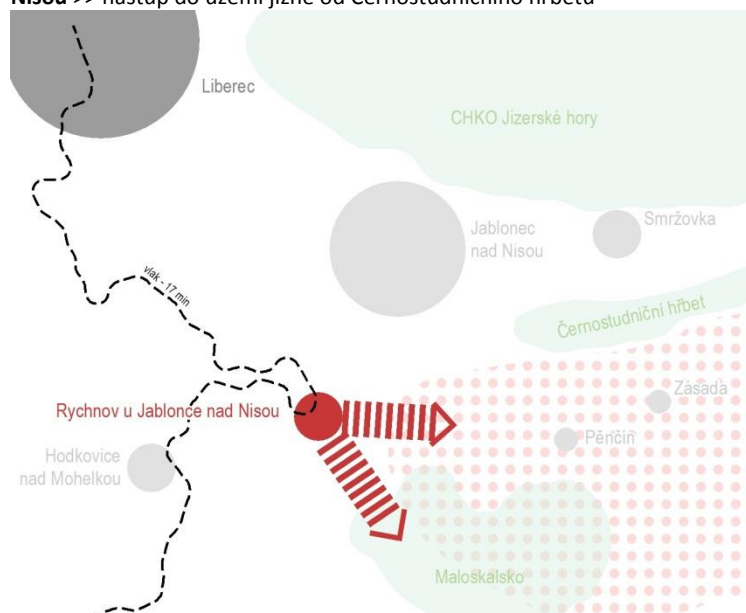 Nisou >> nástup do území jižně od Černostudničního hřbetu
Liberec
CHKO Jizerské hory
Jablonec
nad Nisou
Smržovka
vlak - 17 min
Černostudniční hřbet
Rychnov u Jablonce nad Nisou
Zásada
Pěnčín
Hodkovice
nad Mohelkou
Maloskalsko